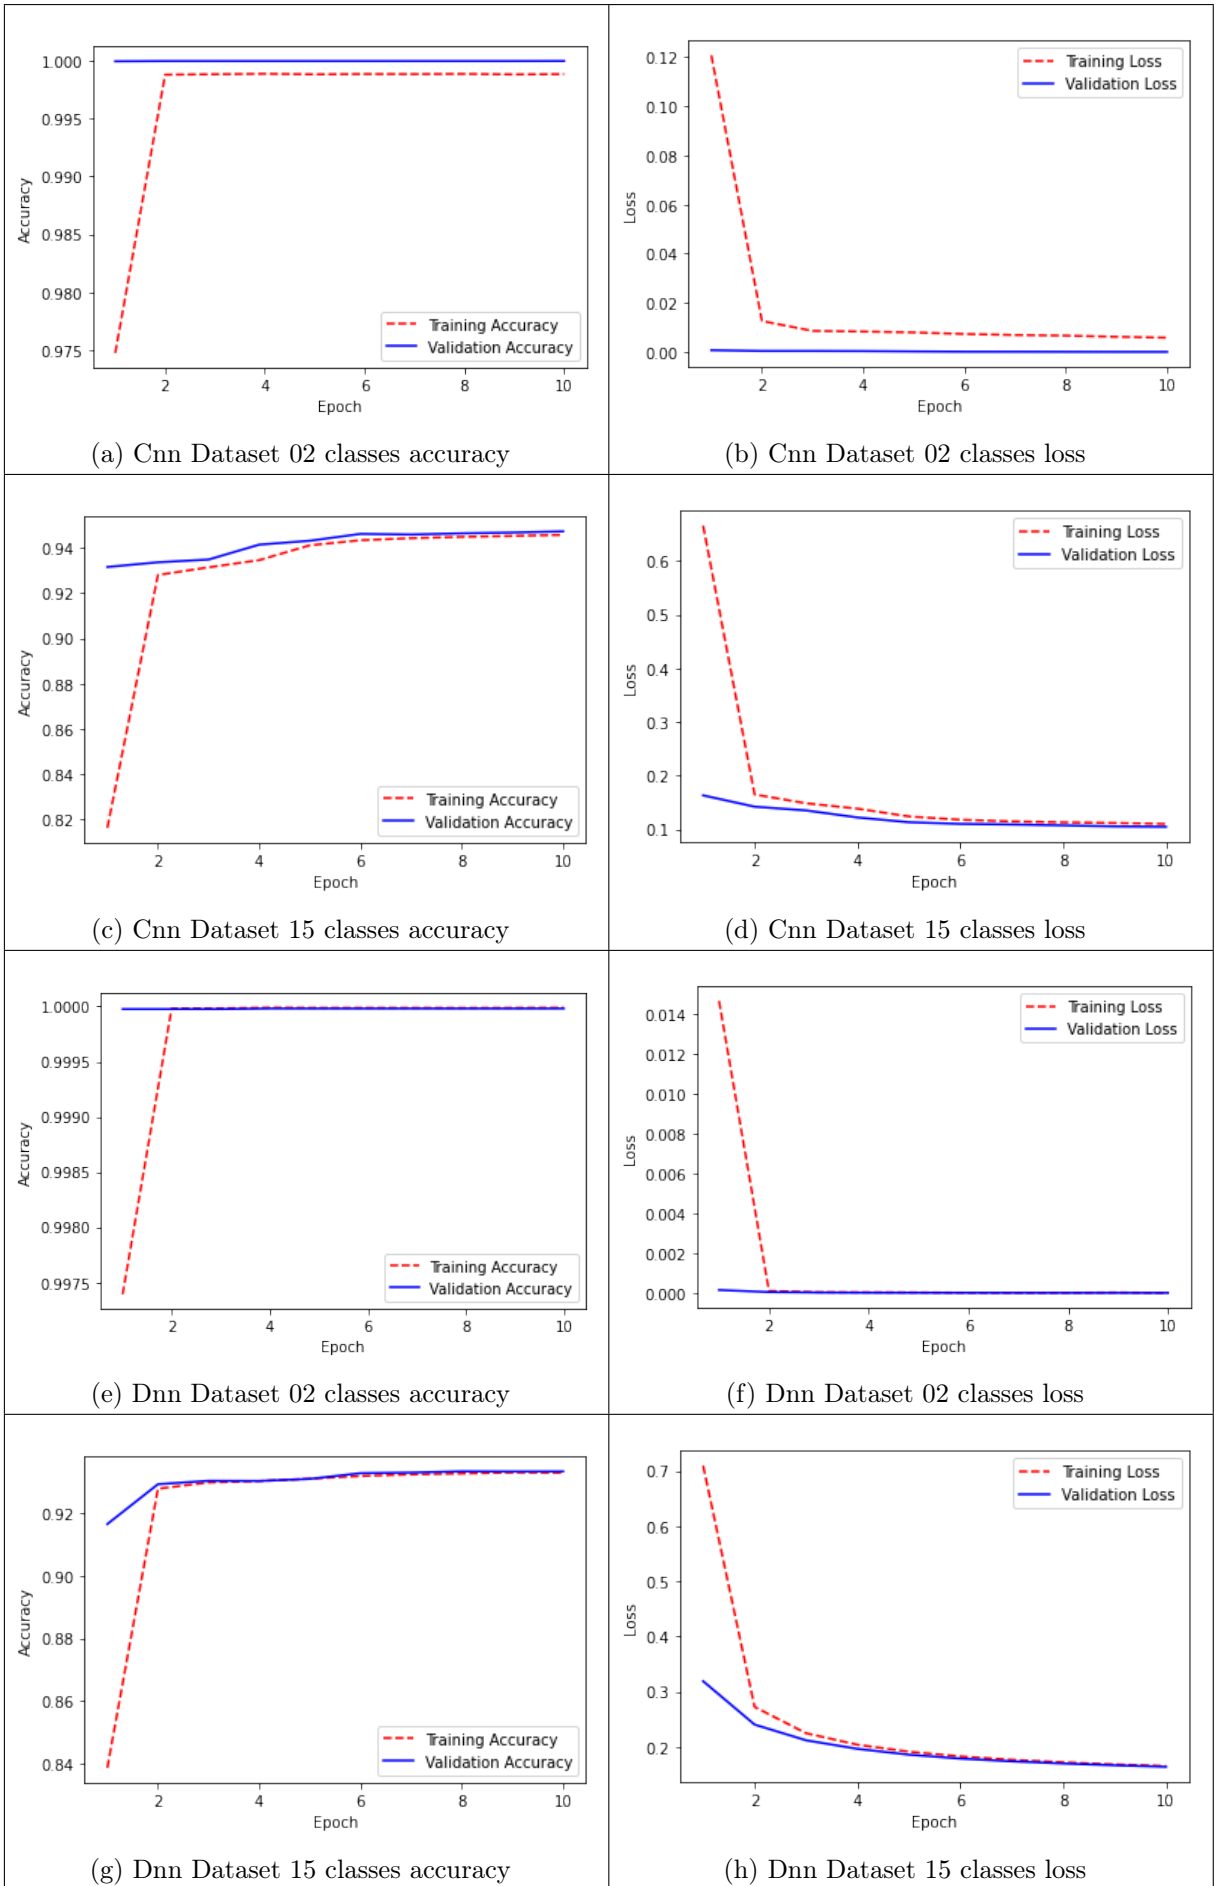 1.000
0.995
0.990
0.985
0.980
0.975
Accuracy
Training Accuracy
Validation Accuracy
2 4 6 8 10
Epoch
(a) Cnn Dataset 02 classes accuracy
0.12
0.10
0.08
0.06
0.04
0.02
0.00
Loss
Training Loss
Validation Loss
2 4 6 8 10
Epoch
(b) Cnn Dataset 02 classes loss
0.94
0.92
0.90
0.88
0.86
0.84
0.82
Accuracy
Training Accuracy
Validation Accuracy
2 4 6 8 10
Epoch
(c) Cnn Dataset 15 classes accuracy
0.6
0.5
0.4
0.3
0.2
0.1
Loss
Training Loss
Validation Loss
2 4 6 8 10
Epoch
(d) Cnn Dataset 15 classes loss
1.0000
0.9995
0.9990
0.9985
0.9980
0.9975
Accuracy
Training Accuracy
Validation Accuracy
2 4 6 8 10
Epoch
(e) Dnn Dataset 02 classes accuracy
0.014
0.012
0.010
0.008
0.006
0.004
0.002
0.000
Loss
Training Loss
Validation Loss
2 4 6 8 10
Epoch
(f) Dnn Dataset 02 classes loss
0.92
0.90
0.88
0.86
0.84
Accuracy
Training Accuracy
Validation Accuracy
2 4 6 8 10
Epoch
(g) Dnn Dataset 15 classes accuracy
0.7
0.6
0.5
0.4
0.3
0.2
Loss
Training Loss
Validation Loss
2 4 6 8 10
Epoch
(h) Dnn Dataset 15 classes loss